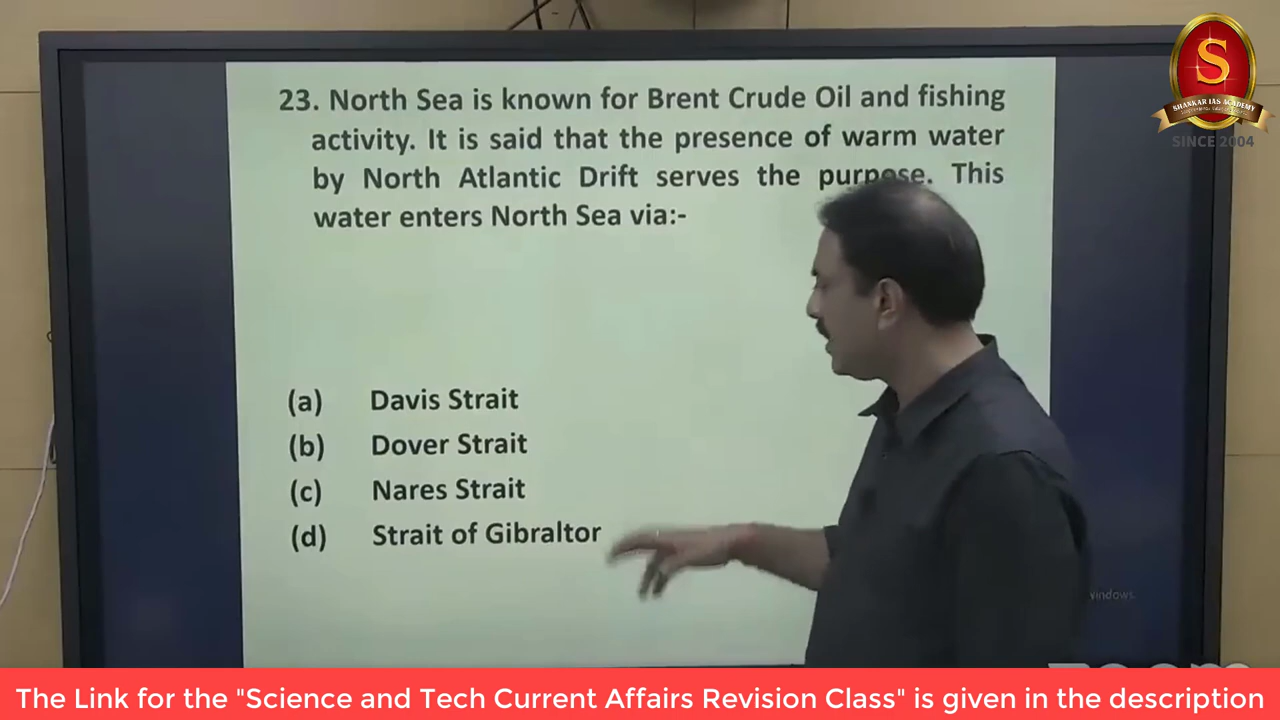 23. North Sea is known for Brent Crude Oil and fishing
activity. It is said that the presence of warm water
by North Atlantic Drift serves the purpose. This
water enters North Sea via:-
(a) Davis Strait
(b) Dover Strait
(c) Nares Strait
(d) Strait of Gibraltor
S
SHANKAR IAS ACADEMY
SINCE 2004
The Link for the "Science and Tech Current Affairs Revision Class" is given in the description